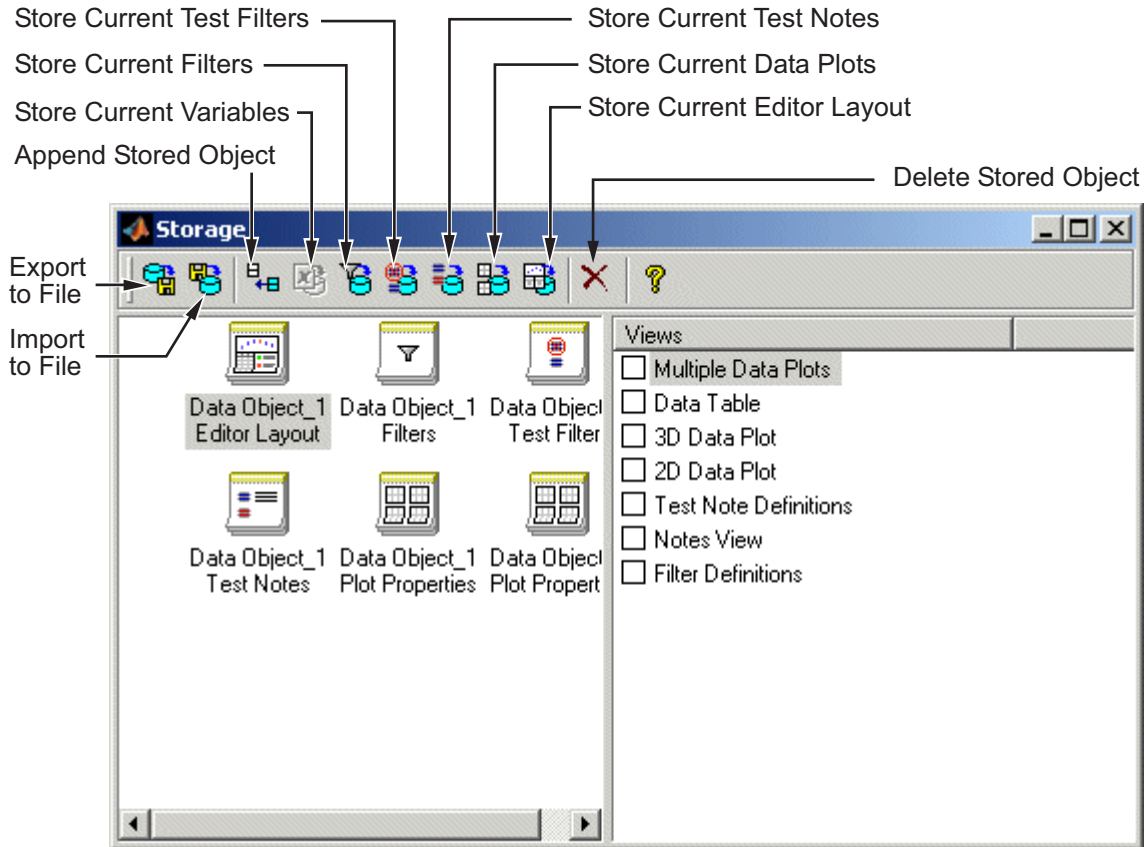 Store Current Test Filters
Store Current Test Notes
Store Current Filters
Store Current Data Plots
Store Current Variables
Store Current Editor Layout
Append Stored Object
Delete Stored Object
Storage
Export
to File
Import
to File
Views
Data Object_1
Editor Layout
Data Object_1
Filters
Data Object
Test Filter
Data Object_1
Test Notes
Data Object_1
Plot Properties
Data Object
Plot Propert
Multiple Data Plots
Data Table
3D Data Plot
2D Data Plot
Test Note Definitions
Notes View
Filter Definitions